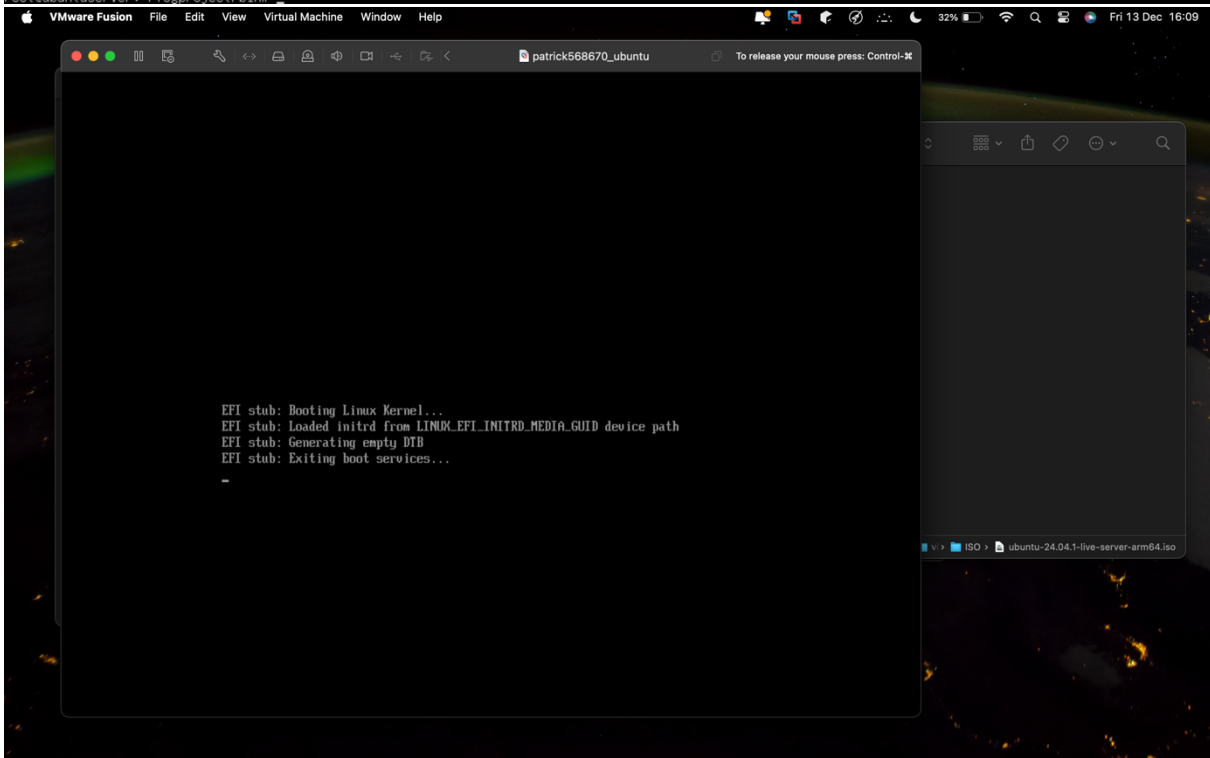 VMware Fusion File Edit View Virtual Machine Window Help 32% Fri 13 Dec 16:09
patrick568670_ubuntu To release your mouse press: Control-⌘
EFI stub: Booting Linux Kernel...
EFI stub: Loaded initrd from LINUX_EFI_INITRD_MEDIA_GUID device path
EFI stub: Generating empty DTB
EFI stub: Exiting boot services...
ISO › ubuntu-24.04.1-live-server-arm64.iso